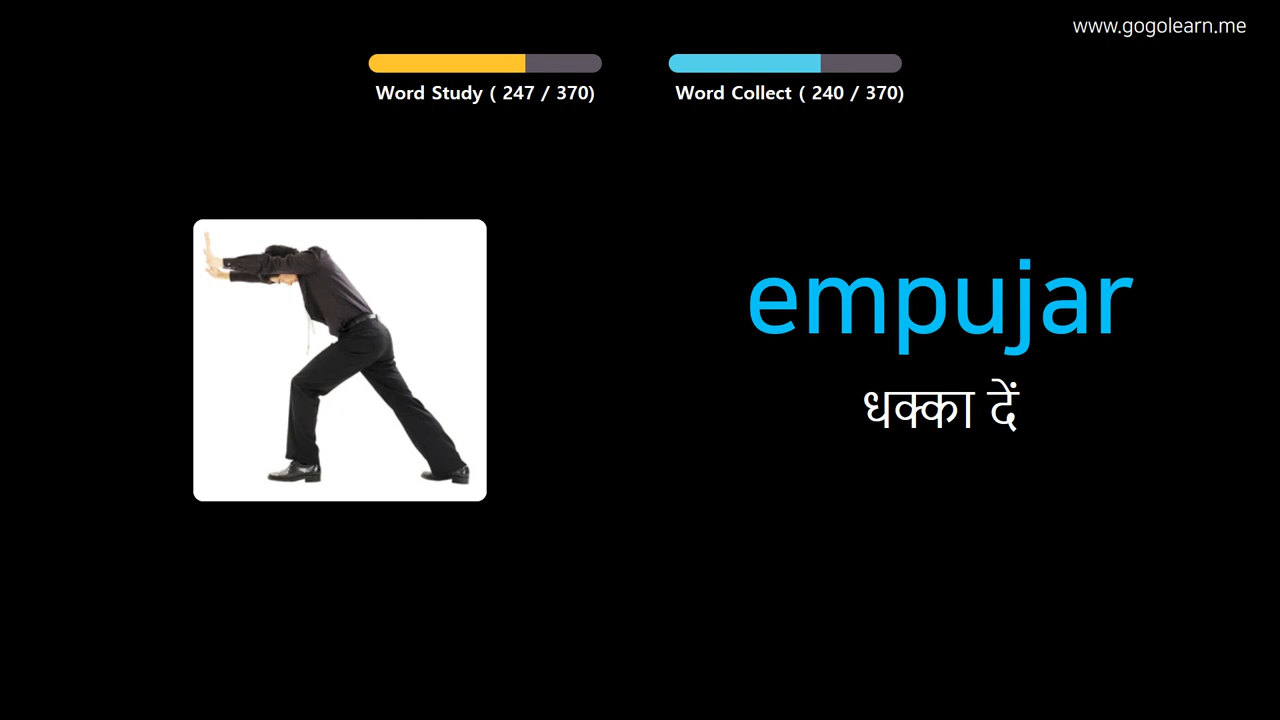 www.gogolearn.me
Word Study ( 247 / 370)
Word Collect ( 240 / 370)
empujar
धक्का दें